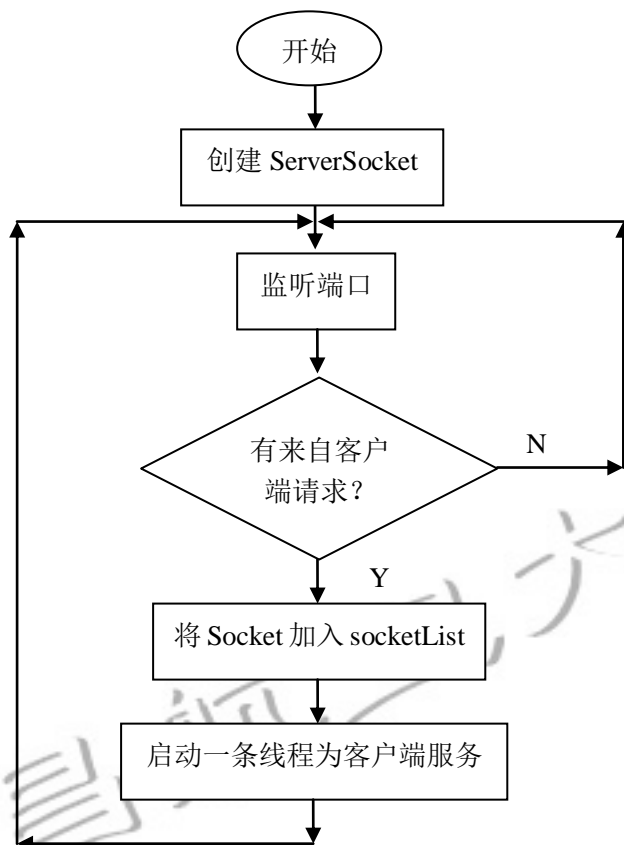 开始
创建 ServerSocket
监听端口
有来自客户
端请求？
N
Y
将 Socket 加入 socketList
启动一条线程为客户端服务